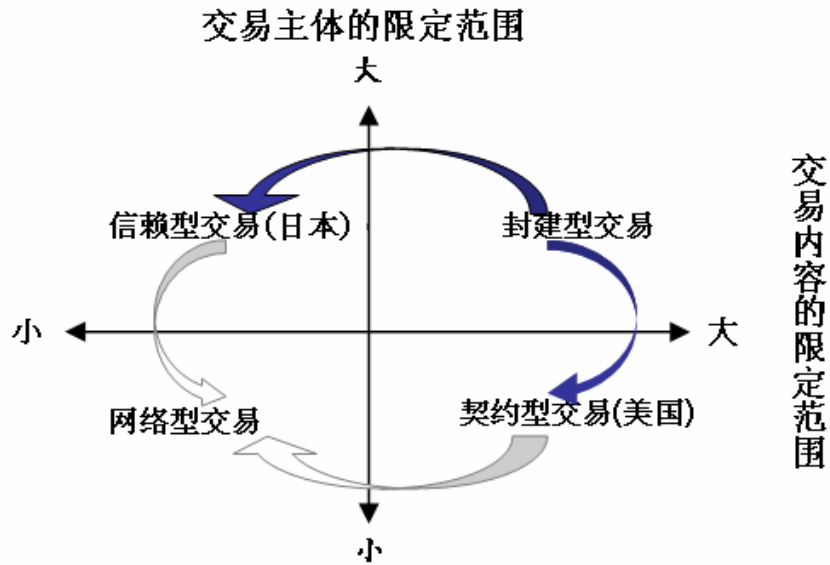 交易主体的限定范围
大
信赖型交易(日本)
封建型交易
小
大
网络型交易
契约型交易(美国)
小
交易内容的限定范围